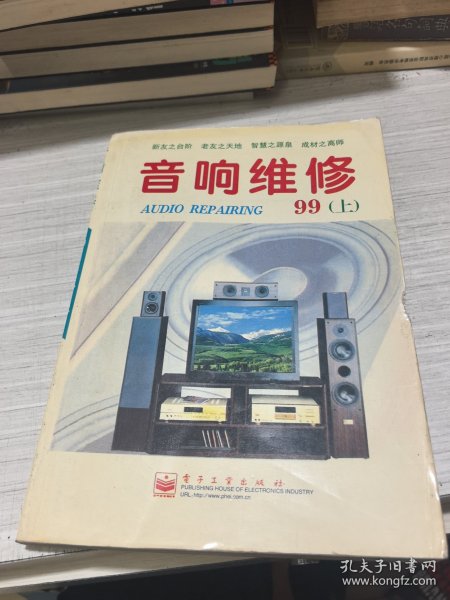 新友之台阶 老友之天地 智慧之源泉 成材之高师
音响维修
AUDIO REPAIRING 99(上)
电子工业出版社
PUBLISHING HOUSE OF ELECTRONICS INDUSTRY
URL:http://www.phei.com.cn
孔夫子旧书网
www.kongfz.com